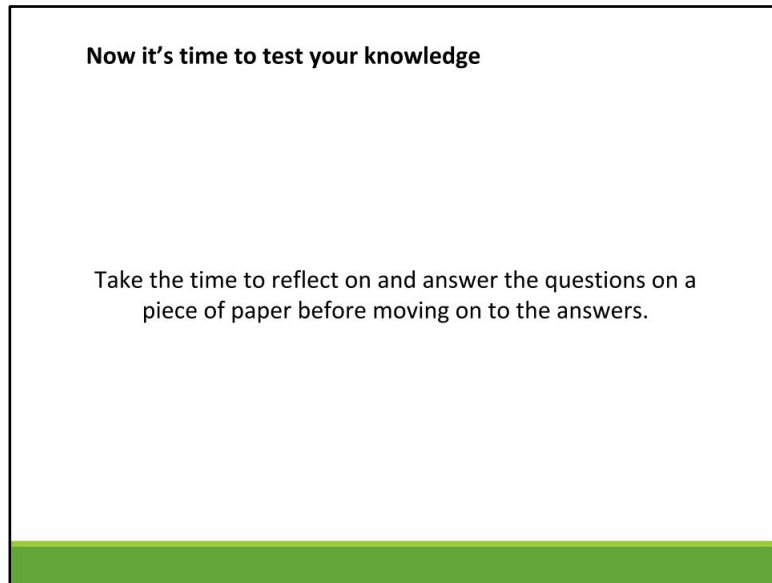 Now it’s time to test your knowledge
Take the time to reflect on and answer the questions on a
piece of paper before moving on to the answers.